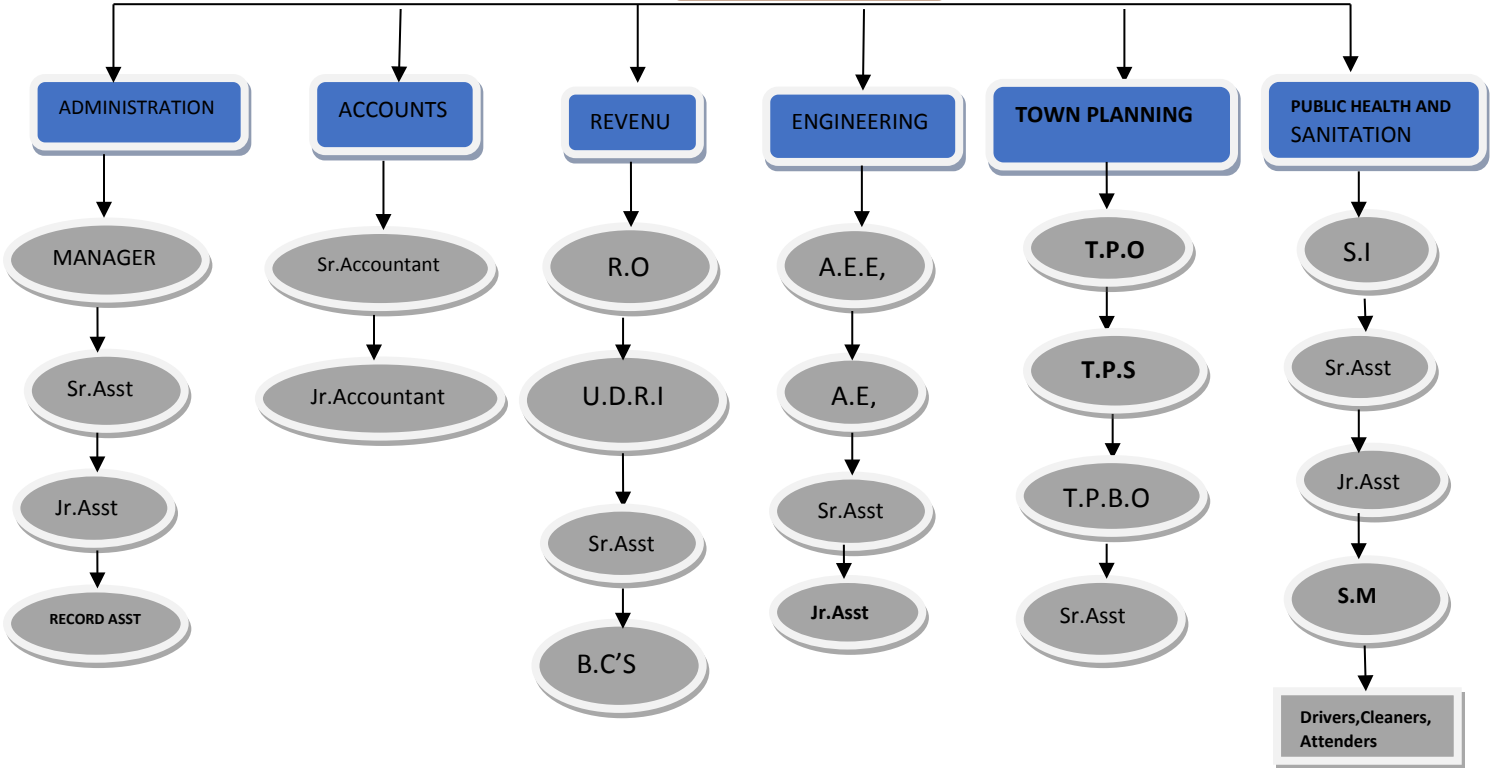 ADMINISTRATION
ACCOUNTS
REVENU
ENGINEERING
TOWN PLANNING
PUBLIC HEALTH AND
SANITATION
MANAGER
Sr.Accountant
R.O
A.E.E,
T.P.O
S.I
Sr.Asst
Jr.Accountant
U.D.R.I
A.E,
T.P.S
Sr.Asst
Jr.Asst
Sr.Asst
Sr.Asst
T.P.B.O
Jr.Asst
RECORD ASST
B.C’S
Jr.Asst
Sr.Asst
S.M
Drivers,Cleaners,
Attenders